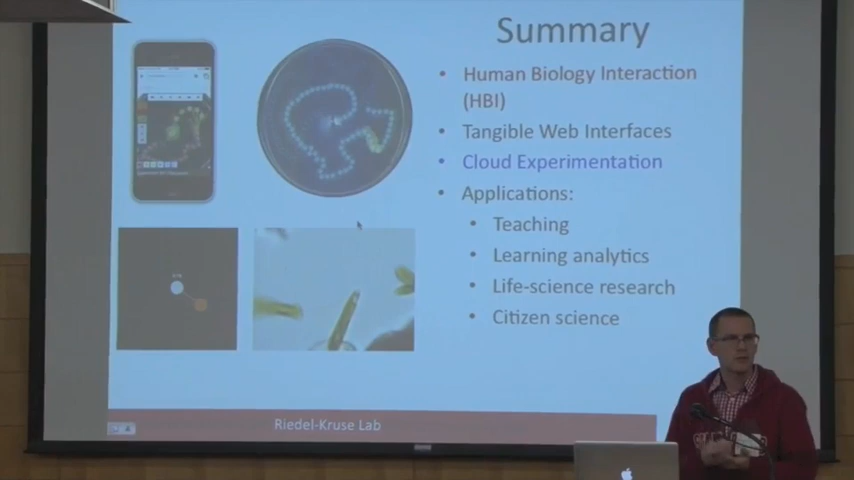 Summary
• Human Biology Interaction
(HBI)
• Tangible Web Interfaces
• Cloud Experimentation
• Applications:
• Teaching
• Learning analytics
• Life-science research
• Citizen science
Riedel-Kruse Lab